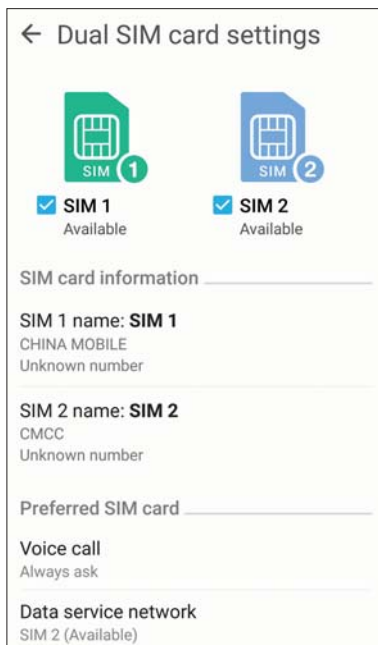 Dual SIM card settings
SIM 1
SIM 2
SIM 1
SIM 2
Available
Available
SIM card information
SIM 1 name: SIM 1
CHINA MOBILE
Unknown number
SIM 2 name: SIM 2
CMCC
Unknown number
Preferred SIM card
Voice call
Always ask
Data service network
SIM 2 (Available)